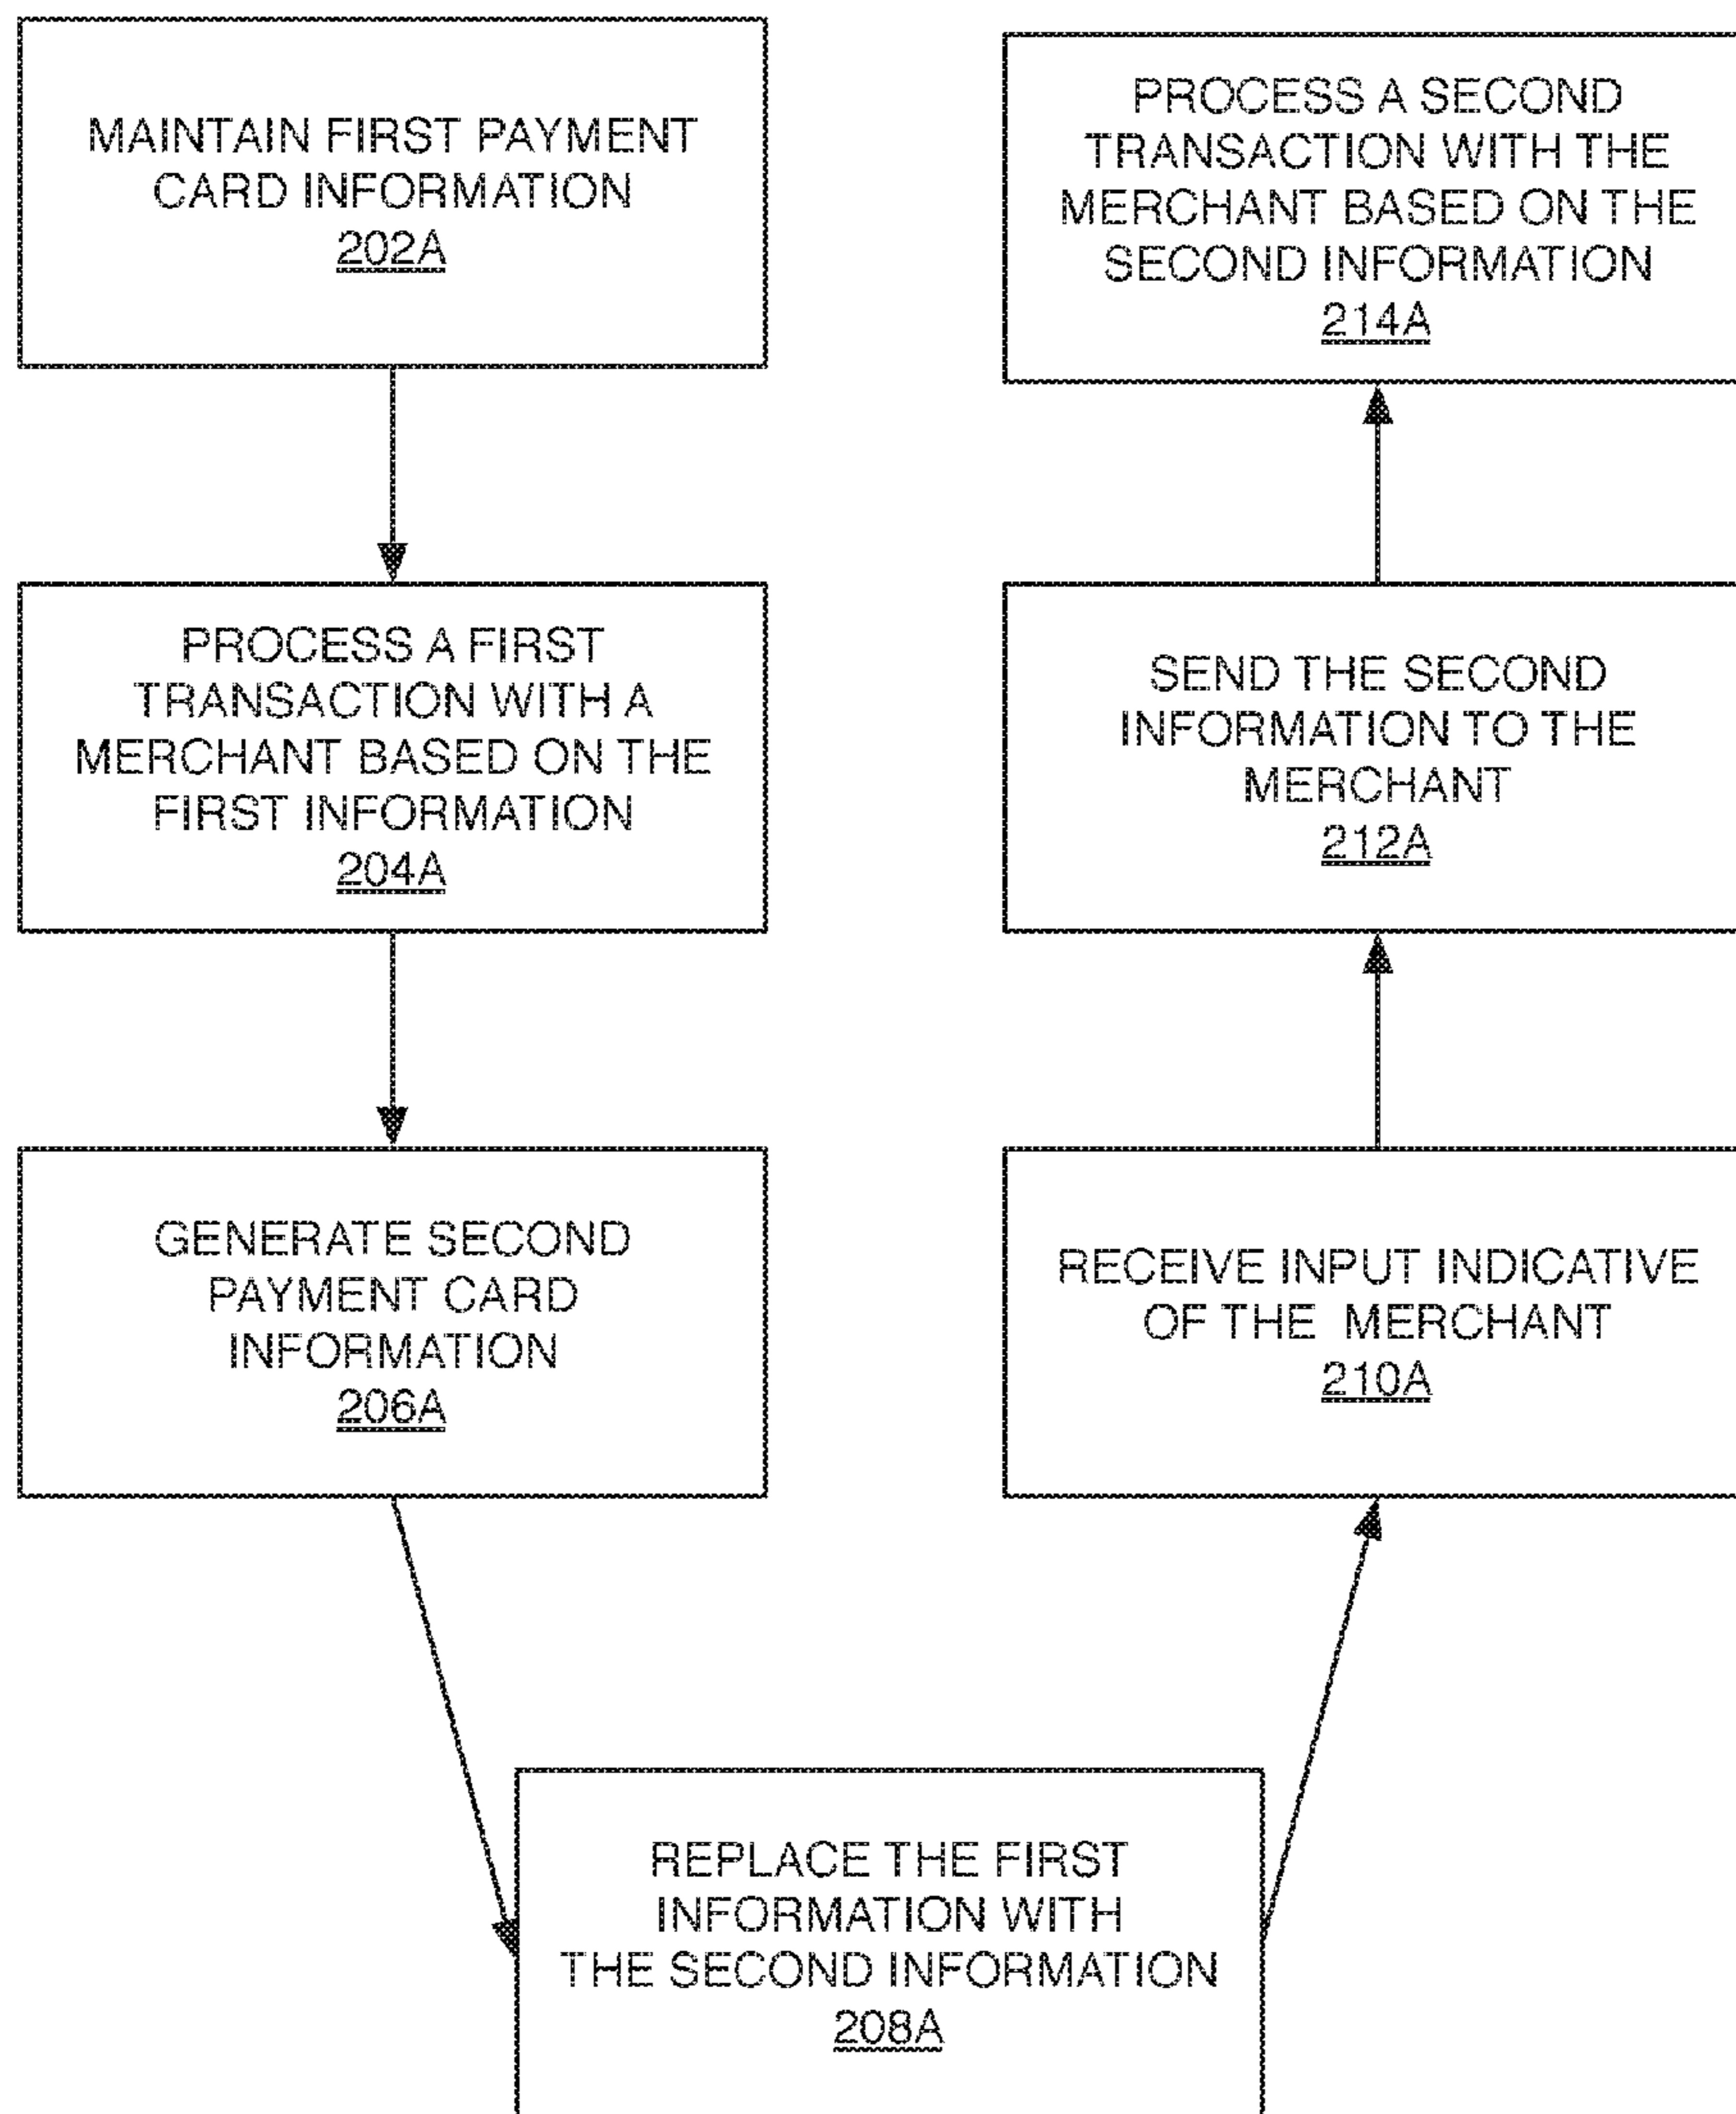 MAINTAIN FIRST PAYMENT
CARD INFORMATION
202A
PROCESS A FIRST
TRANSACTION WITH A
MERCHANT BASED ON THE
FIRST INFORMATION
204A
GENERATE SECOND
PAYMENT CARD
INFORMATION
206A
REPLACE THE FIRST
INFORMATION WITH
THE SECOND INFORMATION
208A
RECEIVE INPUT INDICATIVE
OF THE MERCHANT
210A
SEND THE SECOND
INFORMATION TO THE
MERCHANT
212A
PROCESS A SECOND
TRANSACTION WITH THE
MERCHANT BASED ON THE
SECOND INFORMATION
214A